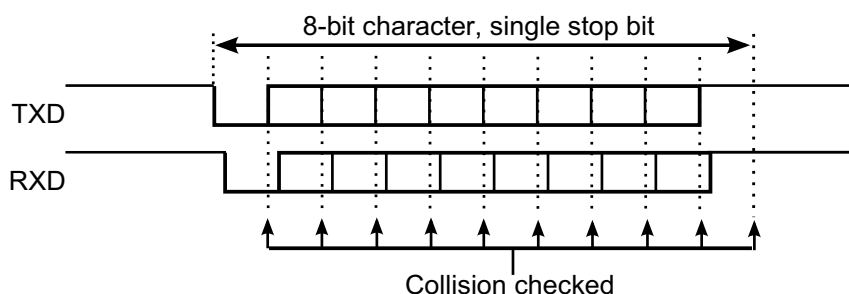 8-bit character, single stop bit
TXD
RXD
Collision checked